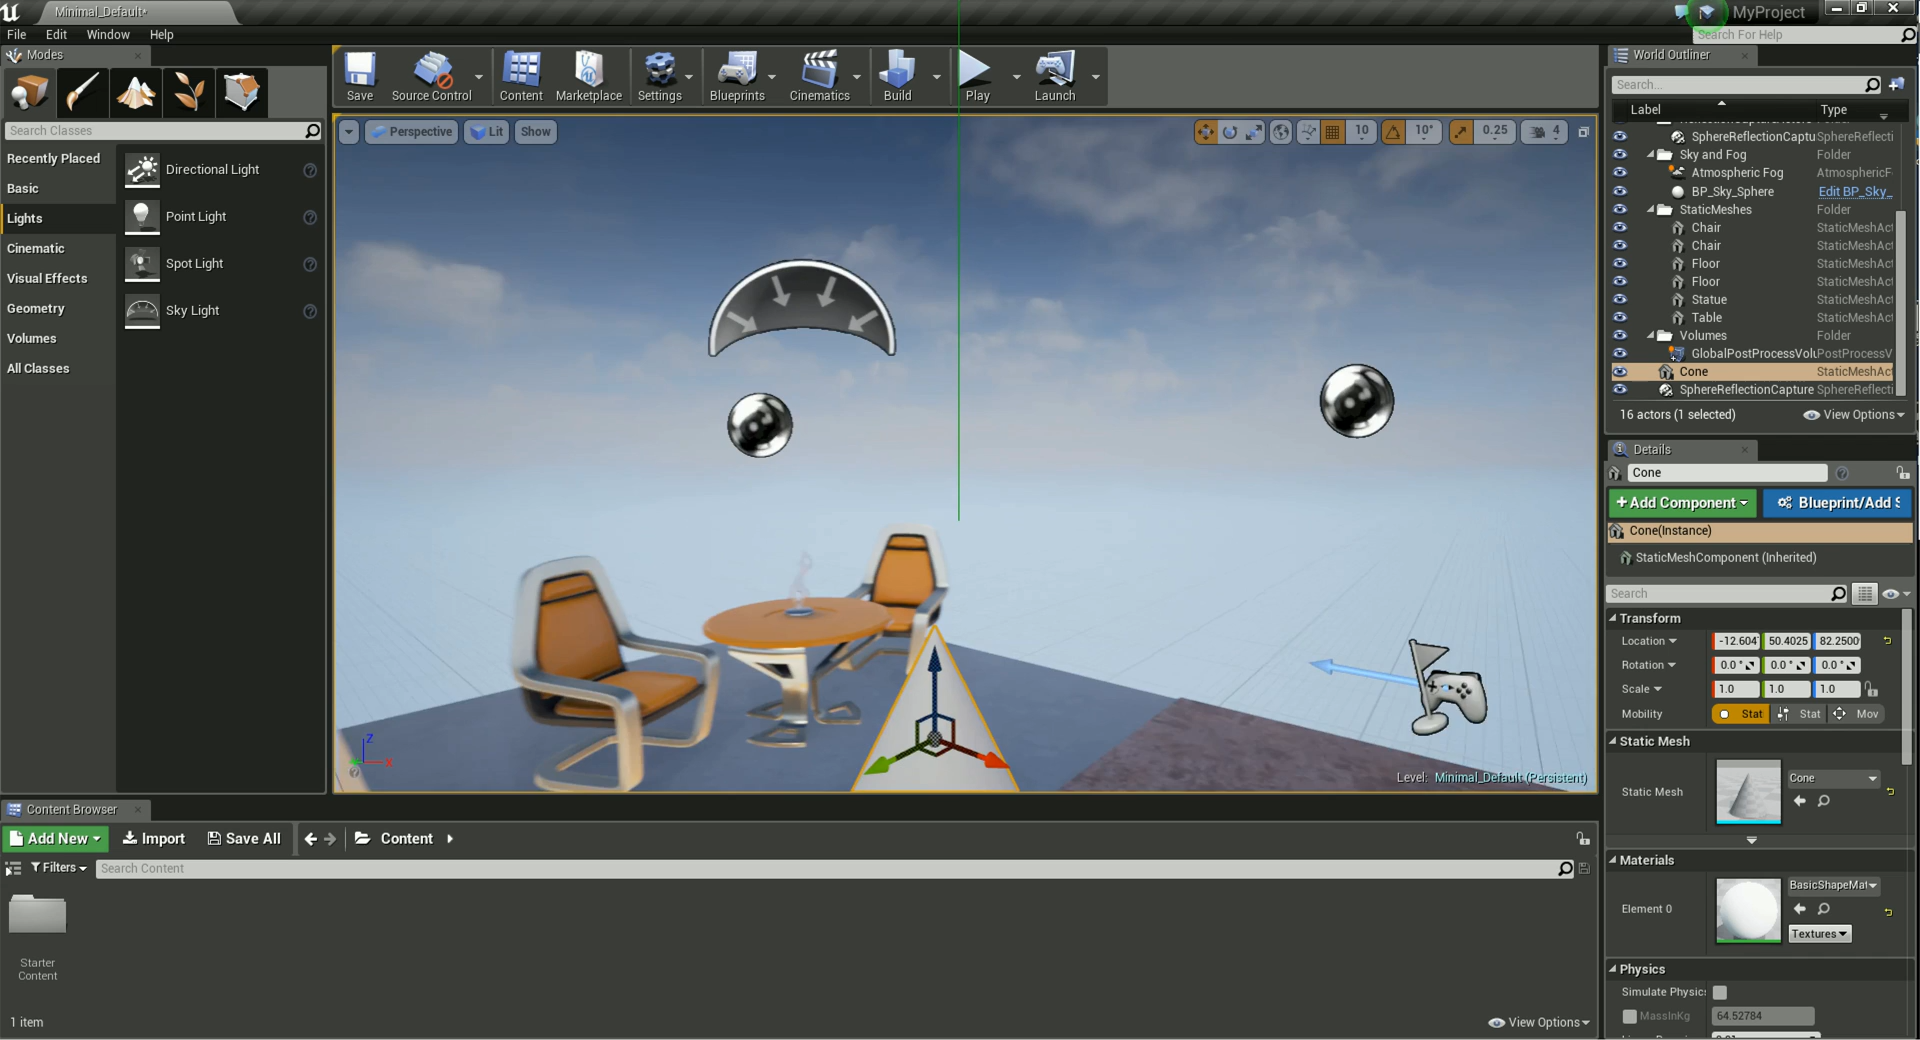 Minimal_Default*
MyProject
File Edit Window Help
Search For Help
Modes
Search Classes
Recently Placed
Basic
Lights
Cinematic
Visual Effects
Geometry
Volumes
All Classes
Directional Light
Point Light
Spot Light
Sky Light
Save
Source Control
Content
Marketplace
Settings
Blueprints
Cinematics
Build
Play
Launch
Perspective
Lit
Show
10
10°
0.25
4
Z
X
Level: Minimal_Default (Persistent)
World Outliner
Search...
Label Type
SphereReflectionCaptu SphereReflecti
Sky and Fog Folder
Atmospheric Fog AtmosphericF
BP_Sky_Sphere Edit BP_Sky_
StaticMeshes Folder
Chair StaticMeshAct
Chair StaticMeshAct
Floor StaticMeshAct
Floor StaticMeshAct
Statue StaticMeshAct
Table StaticMeshAct
Volumes Folder
GlobalPostProcessVolu PostProcessV
Cone StaticMeshAct
SphereReflectionCapture SphereReflecti
16 actors (1 selected) View Options
Details
Cone
+Add Component Blueprint/Add S
Cone(Instance)
StaticMeshComponent (Inherited)
Search
Transform
Location -12.604 50.4025 82.2500
Rotation 0.0 ° 0.0 ° 0.0 °
Scale 1.0 1.0 1.0
Mobility Stat Stat Mov
Static Mesh
Static Mesh Cone
Materials
Element 0 BasicShapeMat
Textures
Physics
Simulate Physics
MassInKg 64.52784
Content Browser
Add New Import Save All Content
Filters Search Content
Starter
Content
1 item View Options